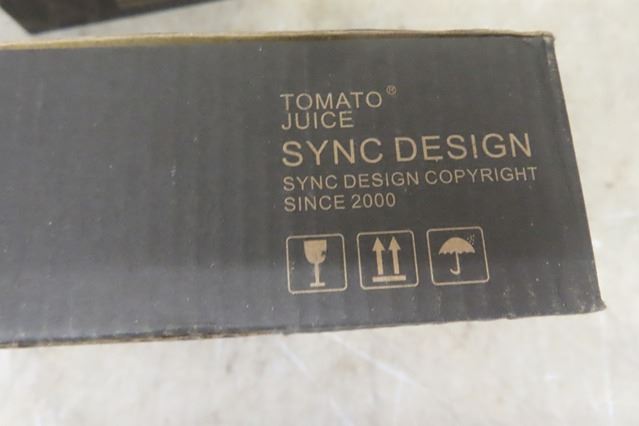 TOMATO®
JUICE
SYNC DESIGN
SYNC DESIGN COPYRIGHT
SINCE 2000